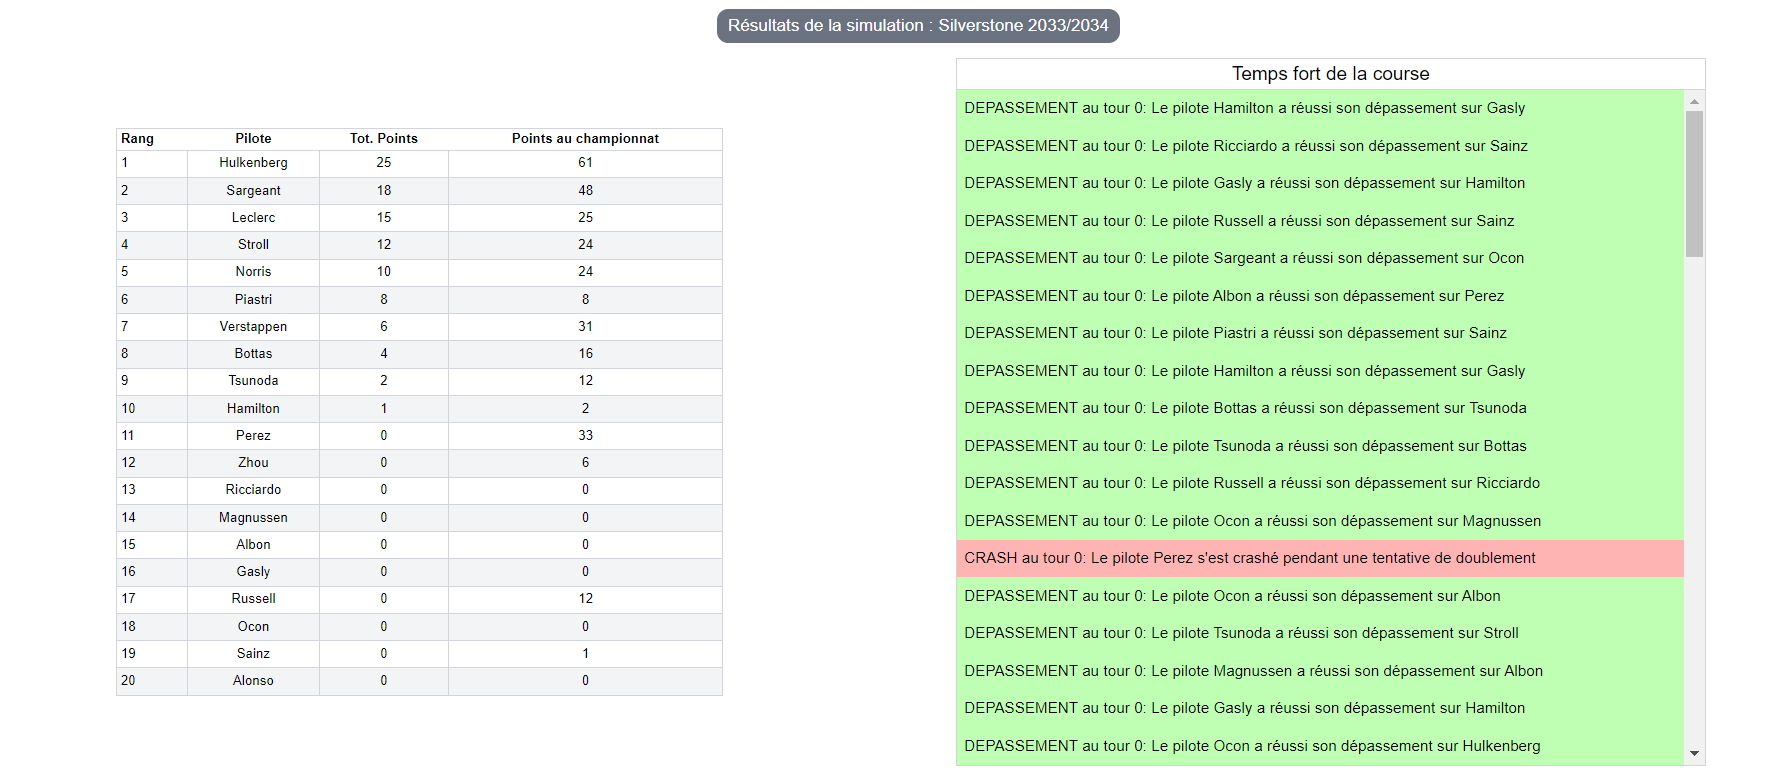 Résultats de la simulation : Silverstone 2033/2034
Rang Pilote Tot. Points Points au championnat
1 Hulkenberg 25 61
2 Sargeant 18 48
3 Leclerc 15 25
4 Stroll 12 24
5 Norris 10 24
6 Piastri 8 8
7 Verstappen 6 31
8 Bottas 4 16
9 Tsunoda 2 12
10 Hamilton 1 2
11 Perez 0 33
12 Zhou 0 6
13 Ricciardo 0 0
14 Magnussen 0 0
15 Albon 0 0
16 Gasly 0 0
17 Russell 0 12
18 Ocon 0 0
19 Sainz 0 1
20 Alonso 0 0
Temps fort de la course
DEPASSEMENT au tour 0: Le pilote Hamilton a réussi son dépassement sur Gasly
DEPASSEMENT au tour 0: Le pilote Ricciardo a réussi son dépassement sur Sainz
DEPASSEMENT au tour 0: Le pilote Gasly a réussi son dépassement sur Hamilton
DEPASSEMENT au tour 0: Le pilote Russell a réussi son dépassement sur Sainz
DEPASSEMENT au tour 0: Le pilote Sargeant a réussi son dépassement sur Ocon
DEPASSEMENT au tour 0: Le pilote Albon a réussi son dépassement sur Perez
DEPASSEMENT au tour 0: Le pilote Piastri a réussi son dépassement sur Sainz
DEPASSEMENT au tour 0: Le pilote Hamilton a réussi son dépassement sur Gasly
DEPASSEMENT au tour 0: Le pilote Bottas a réussi son dépassement sur Tsunoda
DEPASSEMENT au tour 0: Le pilote Tsunoda a réussi son dépassement sur Bottas
DEPASSEMENT au tour 0: Le pilote Russell a réussi son dépassement sur Ricciardo
DEPASSEMENT au tour 0: Le pilote Ocon a réussi son dépassement sur Magnussen
CRASH au tour 0: Le pilote Perez s'est crashé pendant une tentative de doublement
DEPASSEMENT au tour 0: Le pilote Ocon a réussi son dépassement sur Albon
DEPASSEMENT au tour 0: Le pilote Tsunoda a réussi son dépassement sur Stroll
DEPASSEMENT au tour 0: Le pilote Magnussen a réussi son dépassement sur Albon
DEPASSEMENT au tour 0: Le pilote Gasly a réussi son dépassement sur Hamilton
DEPASSEMENT au tour 0: Le pilote Ocon a réussi son dépassement sur Hulkenberg